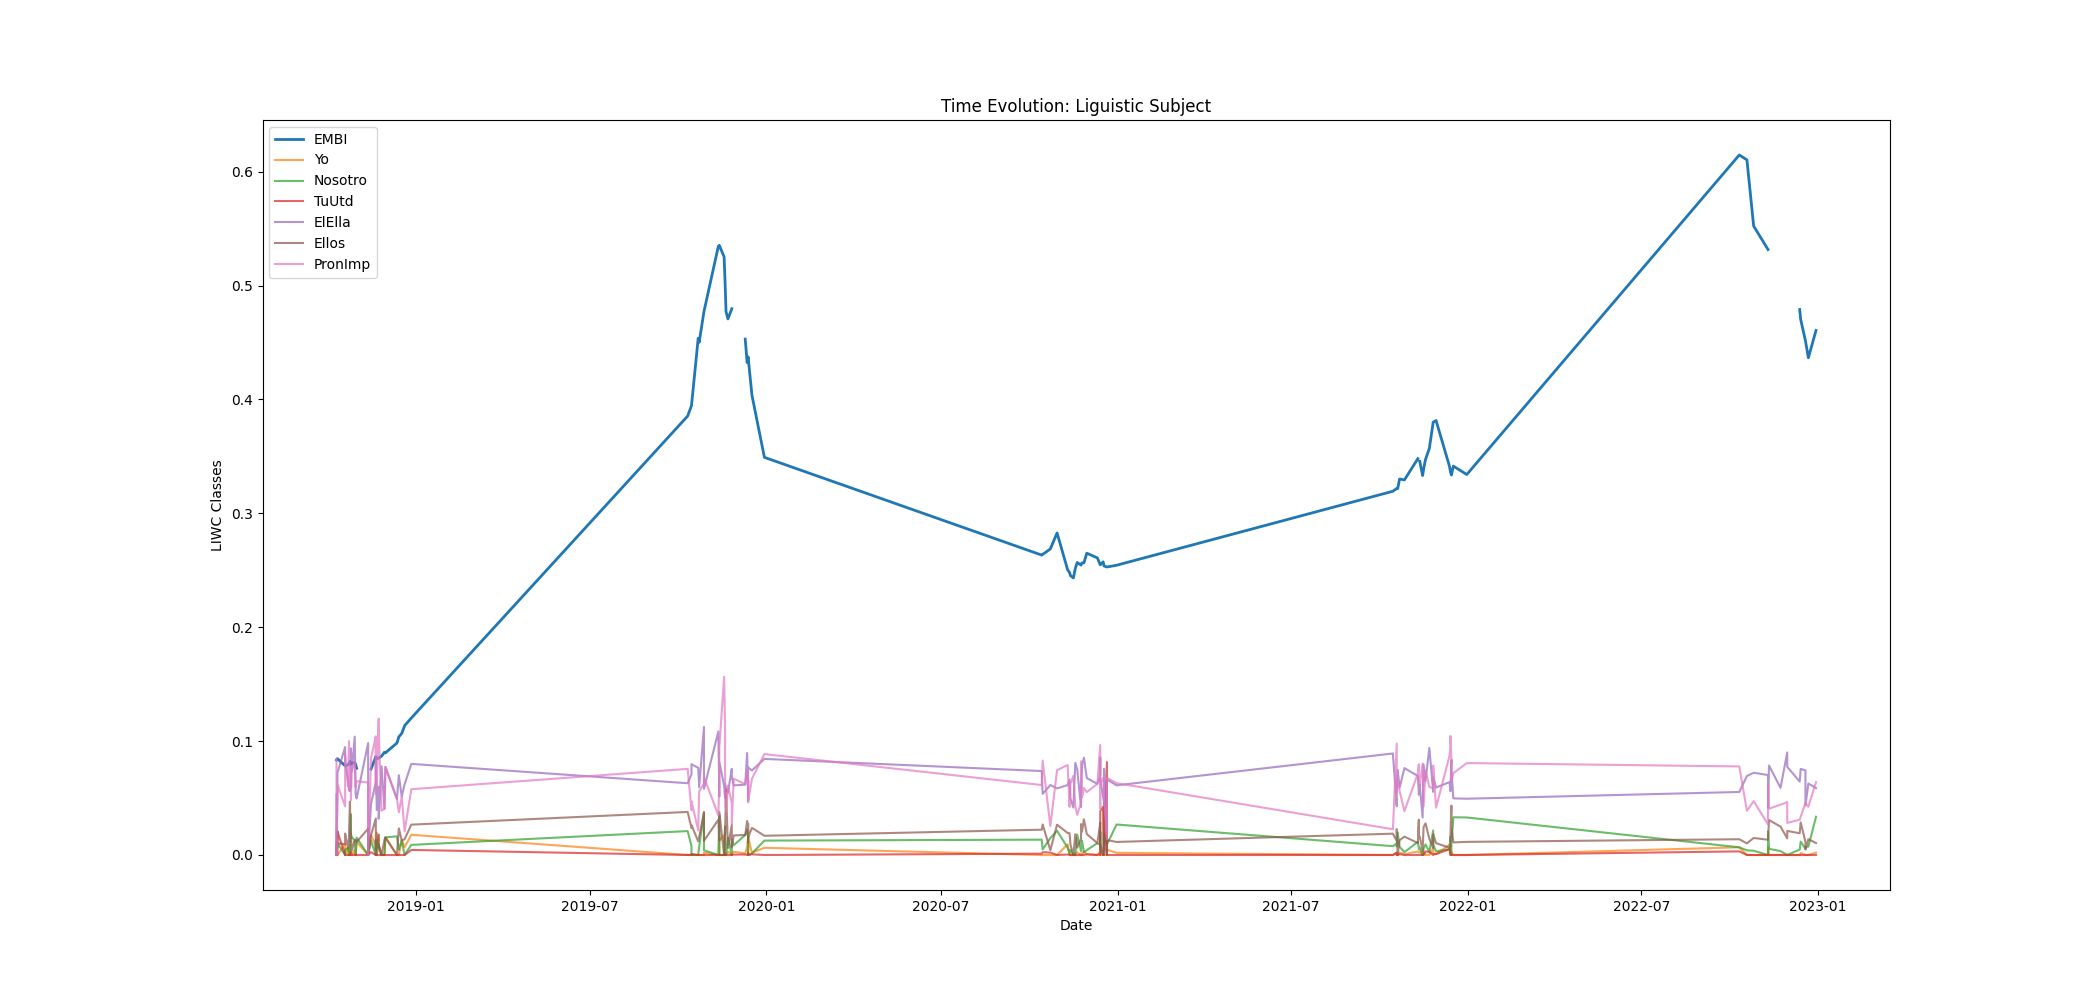 Time Evolution: Liguistic Subject
EMBI
Yo
Nosotro
TuUtd
ElElla
Ellos
PronImp
LIWC Classes
0.6
0.5
0.4
0.3
0.2
0.1
0.0
2019-01
2019-07
2020-01
2020-07
2021-01
2021-07
2022-01
2022-07
2023-01
Date